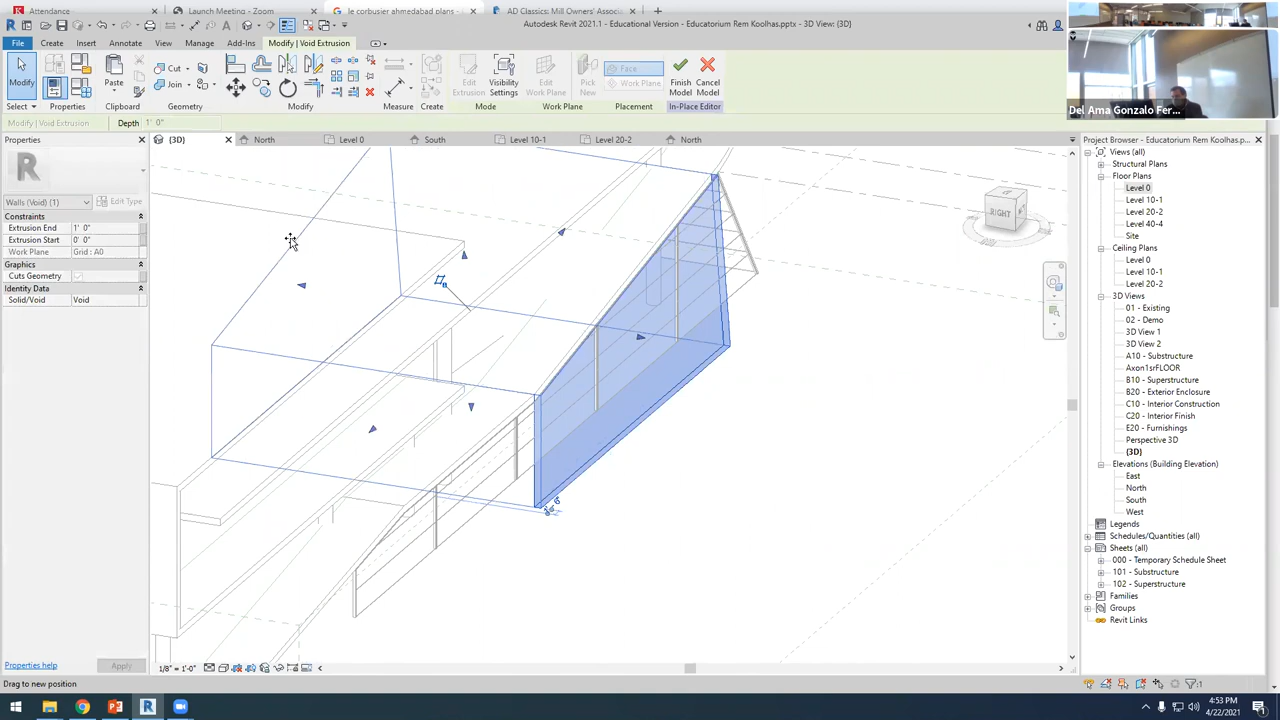 Attendance
Launch Meeting - Zoom
le corbusier ahmedabad plans -
AD Classics: Mill Owners' Associa
Autodesk Revit 2021.1 - Educational Version - Educatorium Rem Koolhas.pptx - 3D View: {3D}
File
Create
Insert
Annotate
View
Manage
Add-Ins
Modify | Void Extrusion
Modify
Paste
Cut
Join
Edit Extrusion
Visibility Settings
Edit Work Plane
Pick New
Face
Work Plane
Finish Model
Cancel Model
Select
Properties
Clipboard
Geometry
Modify
Measure
Create
Mode
Work Plane
Placement
In-Place Editor
Del Ama Gonzalo Fer...
Modify | Void Extrusion
Depth 1' 0"
Properties
{3D}
North
Level 0
South
Level 10-1
Level 20-2
North
Project Browser - Educatorium Rem Koolhas.p...
R
Walls (Void) (1)
Edit Type
Constraints
Extrusion End 1' 0"
Extrusion Start 0' 0"
Work Plane Grid : A0
Graphics
Cuts Geometry
Identity Data
Solid/Void Void
RIGHT
Views (all)
Structural Plans
Floor Plans
Level 0
Level 10-1
Level 20-2
Level 40-4
Site
Ceiling Plans
Level 0
Level 10-1
Level 20-2
3D Views
01 - Existing
02 - Demo
3D View 1
3D View 2
A10 - Substructure
Axon1srFLOOR
B10 - Superstructure
B20 - Exterior Enclosure
C10 - Interior Construction
C20 - Interior Finish
E20 - Furnishings
Perspective 3D
{3D}
Elevations (Building Elevation)
East
North
South
West
Legends
Schedules/Quantities (all)
Sheets (all)
000 - Temporary Schedule Sheet
101 - Substructure
102 - Superstructure
Families
Groups
Revit Links
Properties help
Apply
1/8" = 1'-0"
Drag to new position
:1
4:53 PM
4/22/2021